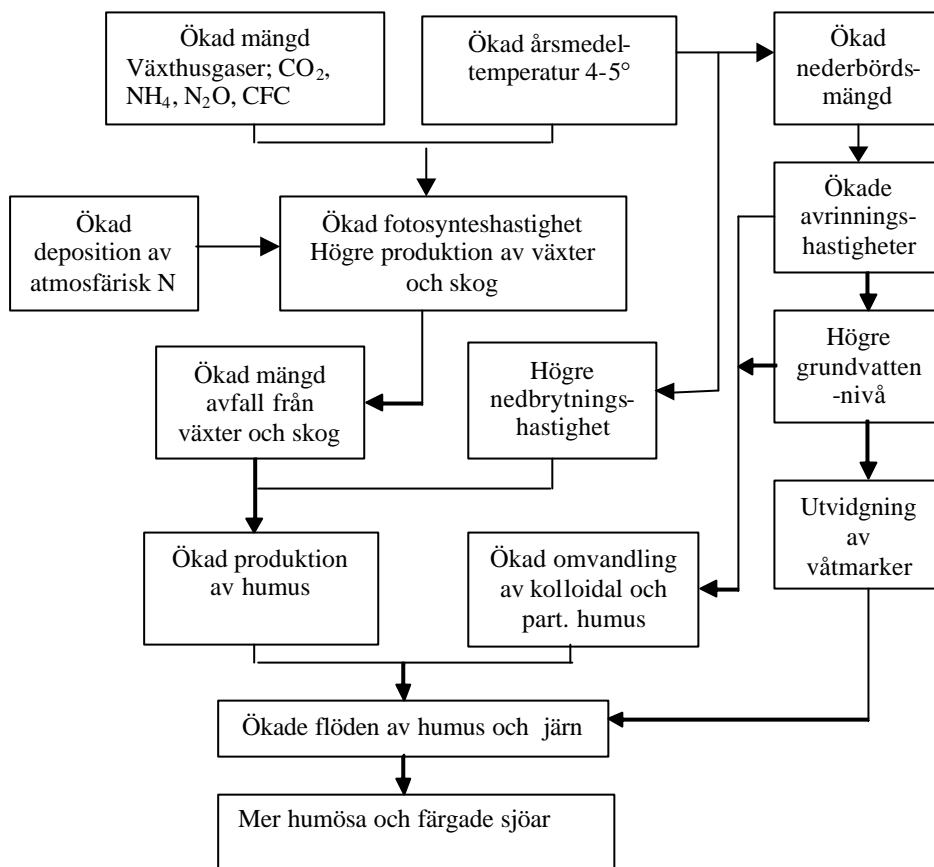 Ökad mängd
Växthusgaser; CO₂,
NH₄, N₂O, CFC
Ökad årsmedel-
temperatur 4-5°
Ökad
nederbörds-
mängd
Ökad
deposition av
atmosfärisk N
Ökad fotosynteshastighet
Högre produktion av växter
och skog
Ökade
avrinnings-
hastigheter
Ökad mängd
avfall från
växter och skog
Högre
nedbrytnings-
hastighet
Högre
grundvatten
-nivå
Ökad produktion
av humus
Ökad omvandling
av kolloidal och
part. humus
Utvidgning
av
våtmarker
Ökade flöden av humus och järn
Mer humösa och färgade sjöar